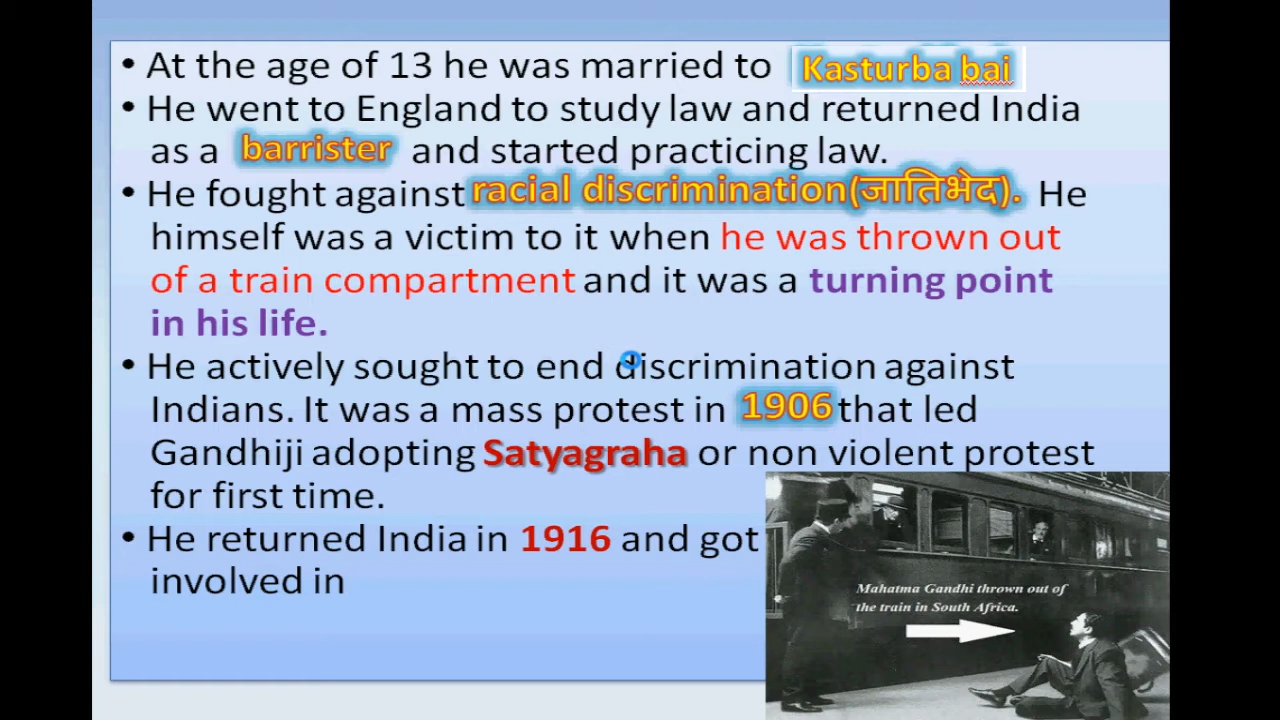 • At the age of 13 he was married to Kasturba bai
• He went to England to study law and returned India
as a barrister and started practicing law.
• He fought against racial discrimination(जातिभेद). He
himself was a victim to it when he was thrown out
of a train compartment and it was a turning point
in his life.
• He actively sought to end discrimination against
Indians. It was a mass protest in 1906 that led
Gandhiji adopting Satyagraha or non violent protest
for first time.
• He returned India in 1916 and got
involved in
Mahatma Gandhi thrown out of
the train in South Africa.